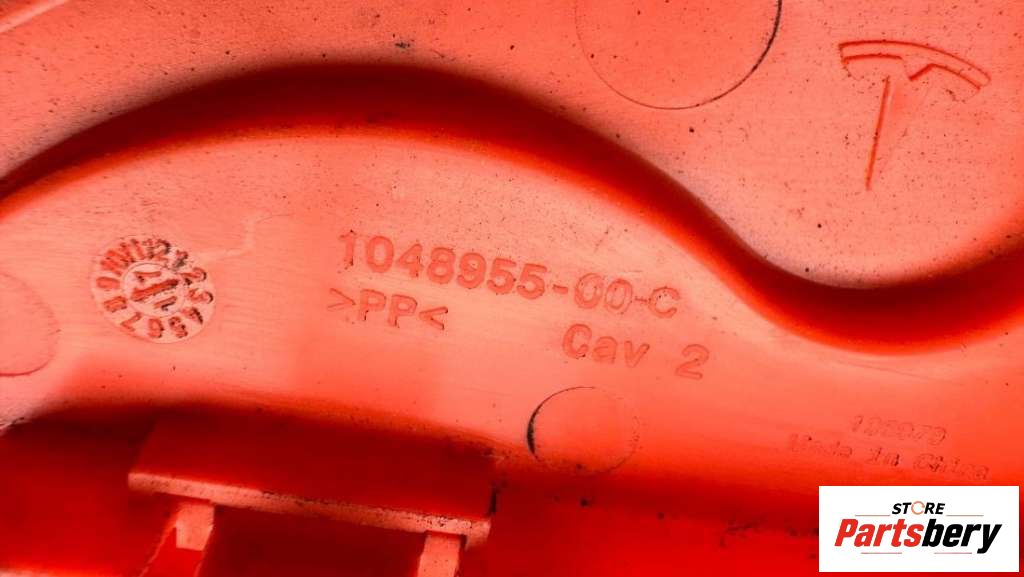 1048955-00-C
>PP<
Cav 2
Made in China
STORE
Partsbery